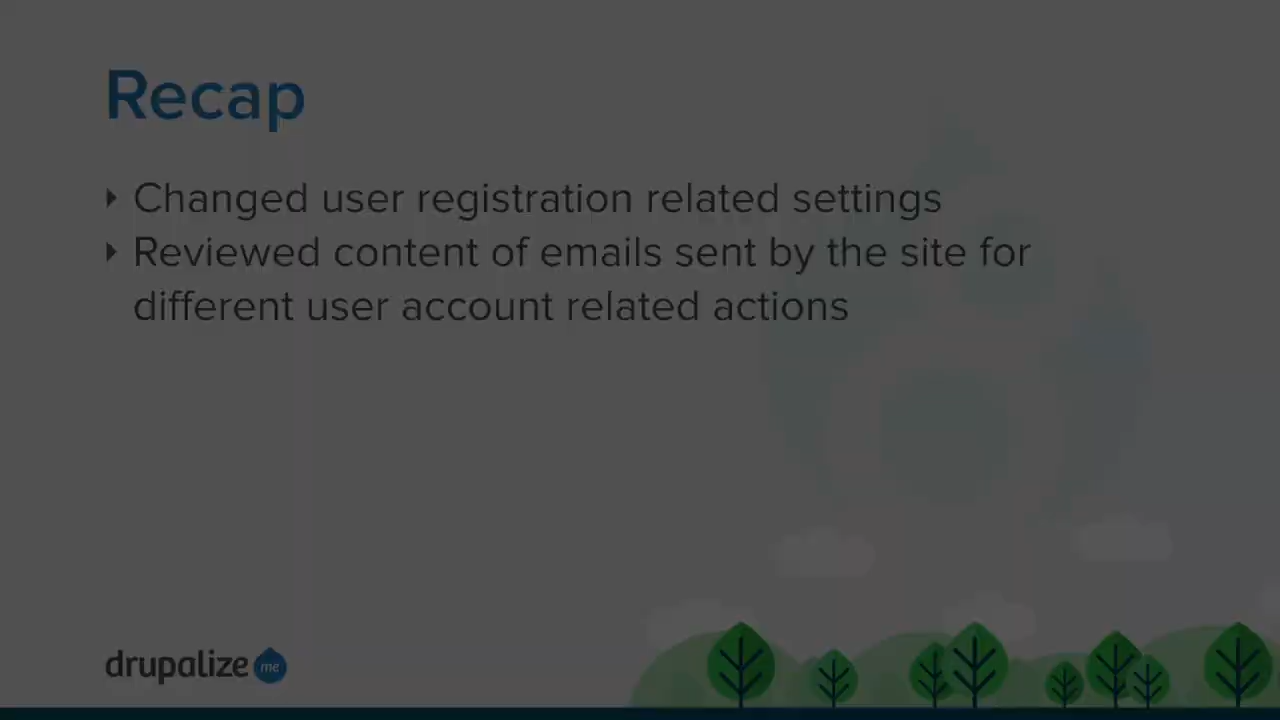 Recap
‣ Changed user registration related settings
‣ Reviewed content of emails sent by the site for
different user account related actions
drupalize me